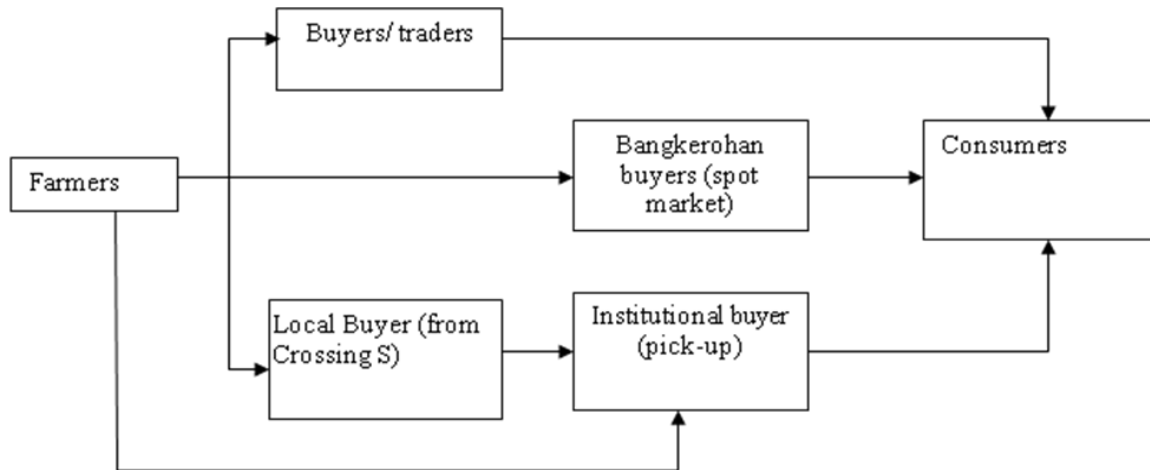 Buyers/ traders
Bangkerohan
buyers (spot
market)
Consumers
Farmers
Local Buyer (from
Crossing S)
Institutional buyer
(pick-up)